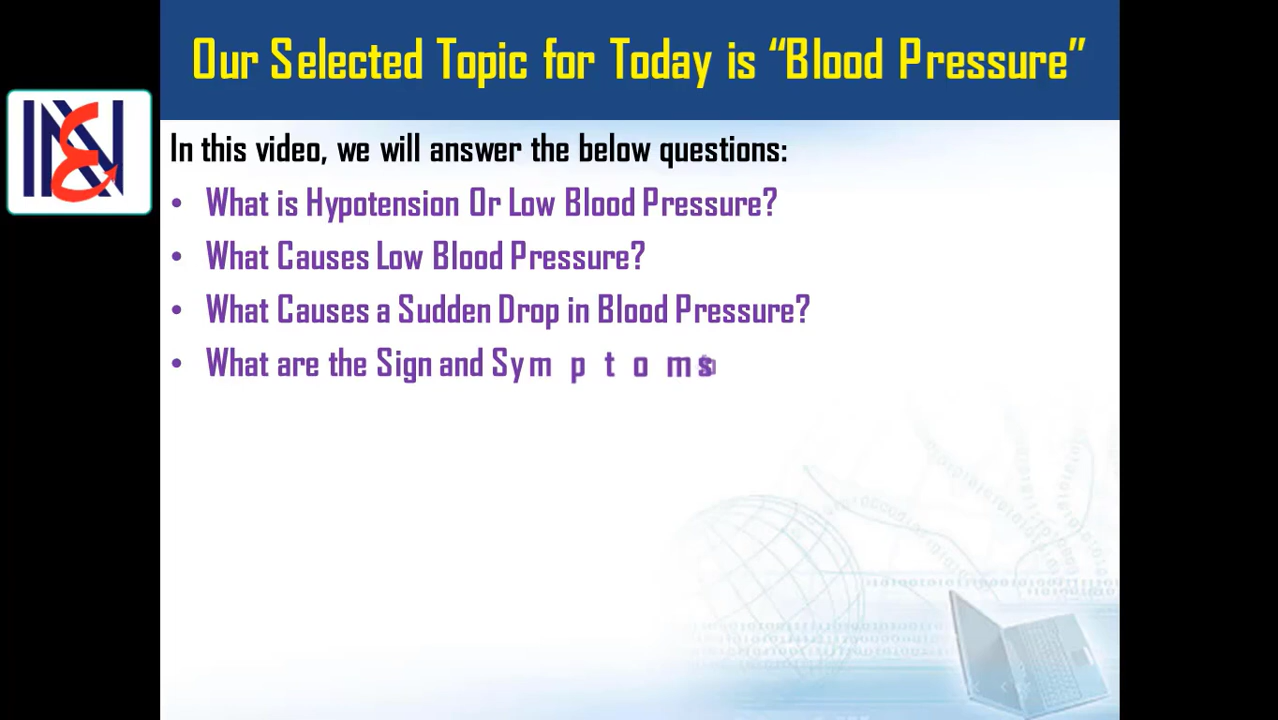 Our Selected Topic for Today is “Blood Pressure”
In this video, we will answer the below questions:
• What is Hypotension Or Low Blood Pressure?
• What Causes Low Blood Pressure?
• What Causes a Sudden Drop in Blood Pressure?
• What are the Sign and Symptoms